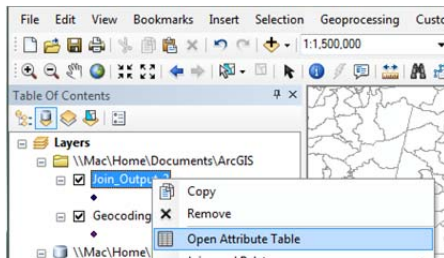 File Edit View Bookmarks Insert Selection Geoprocessing
1:1,500,000
Table Of Contents
Layers
\\Mac\Home\Documents\ArcGIS
Join_Output_2
Copy
Geocoding
Remove
Open Attribute Table
\\Mac\Home\